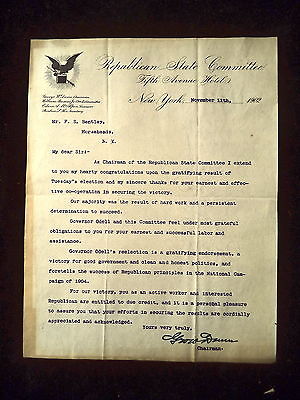 Republican State Committee
Fifth Avenue Hotel
New York, November 11th, 1902
Mr. F. S. Bentley,
Horseheads,
N. Y.
My dear Sir:-
As Chairman of the Republican State Committee I extend to
you my hearty congratulations upon the gratifying result of
Tuesday's election and my sincere thanks for your earnest and effec-
tive co-operation in securing the victory.
Our majority was the result of hard work and a persistent
determination to succeed.
Governor Odell and this Committee feel under most grateful
obligations to you for your earnest and successful labor and
assistance.
Governor Odell's reelection is a gratifying endorsement, a
victory for good government and clean and honest politics, and
foretells the success of Republican principles in the National Cam-
paign of 1904.
For our victory, you as an active worker and interested
Republican are entitled to due credit, and it is a personal pleasure
to assure you that your efforts in securing the results are cordially
appreciated and acknowledged.
Yours very truly,
Chairman.